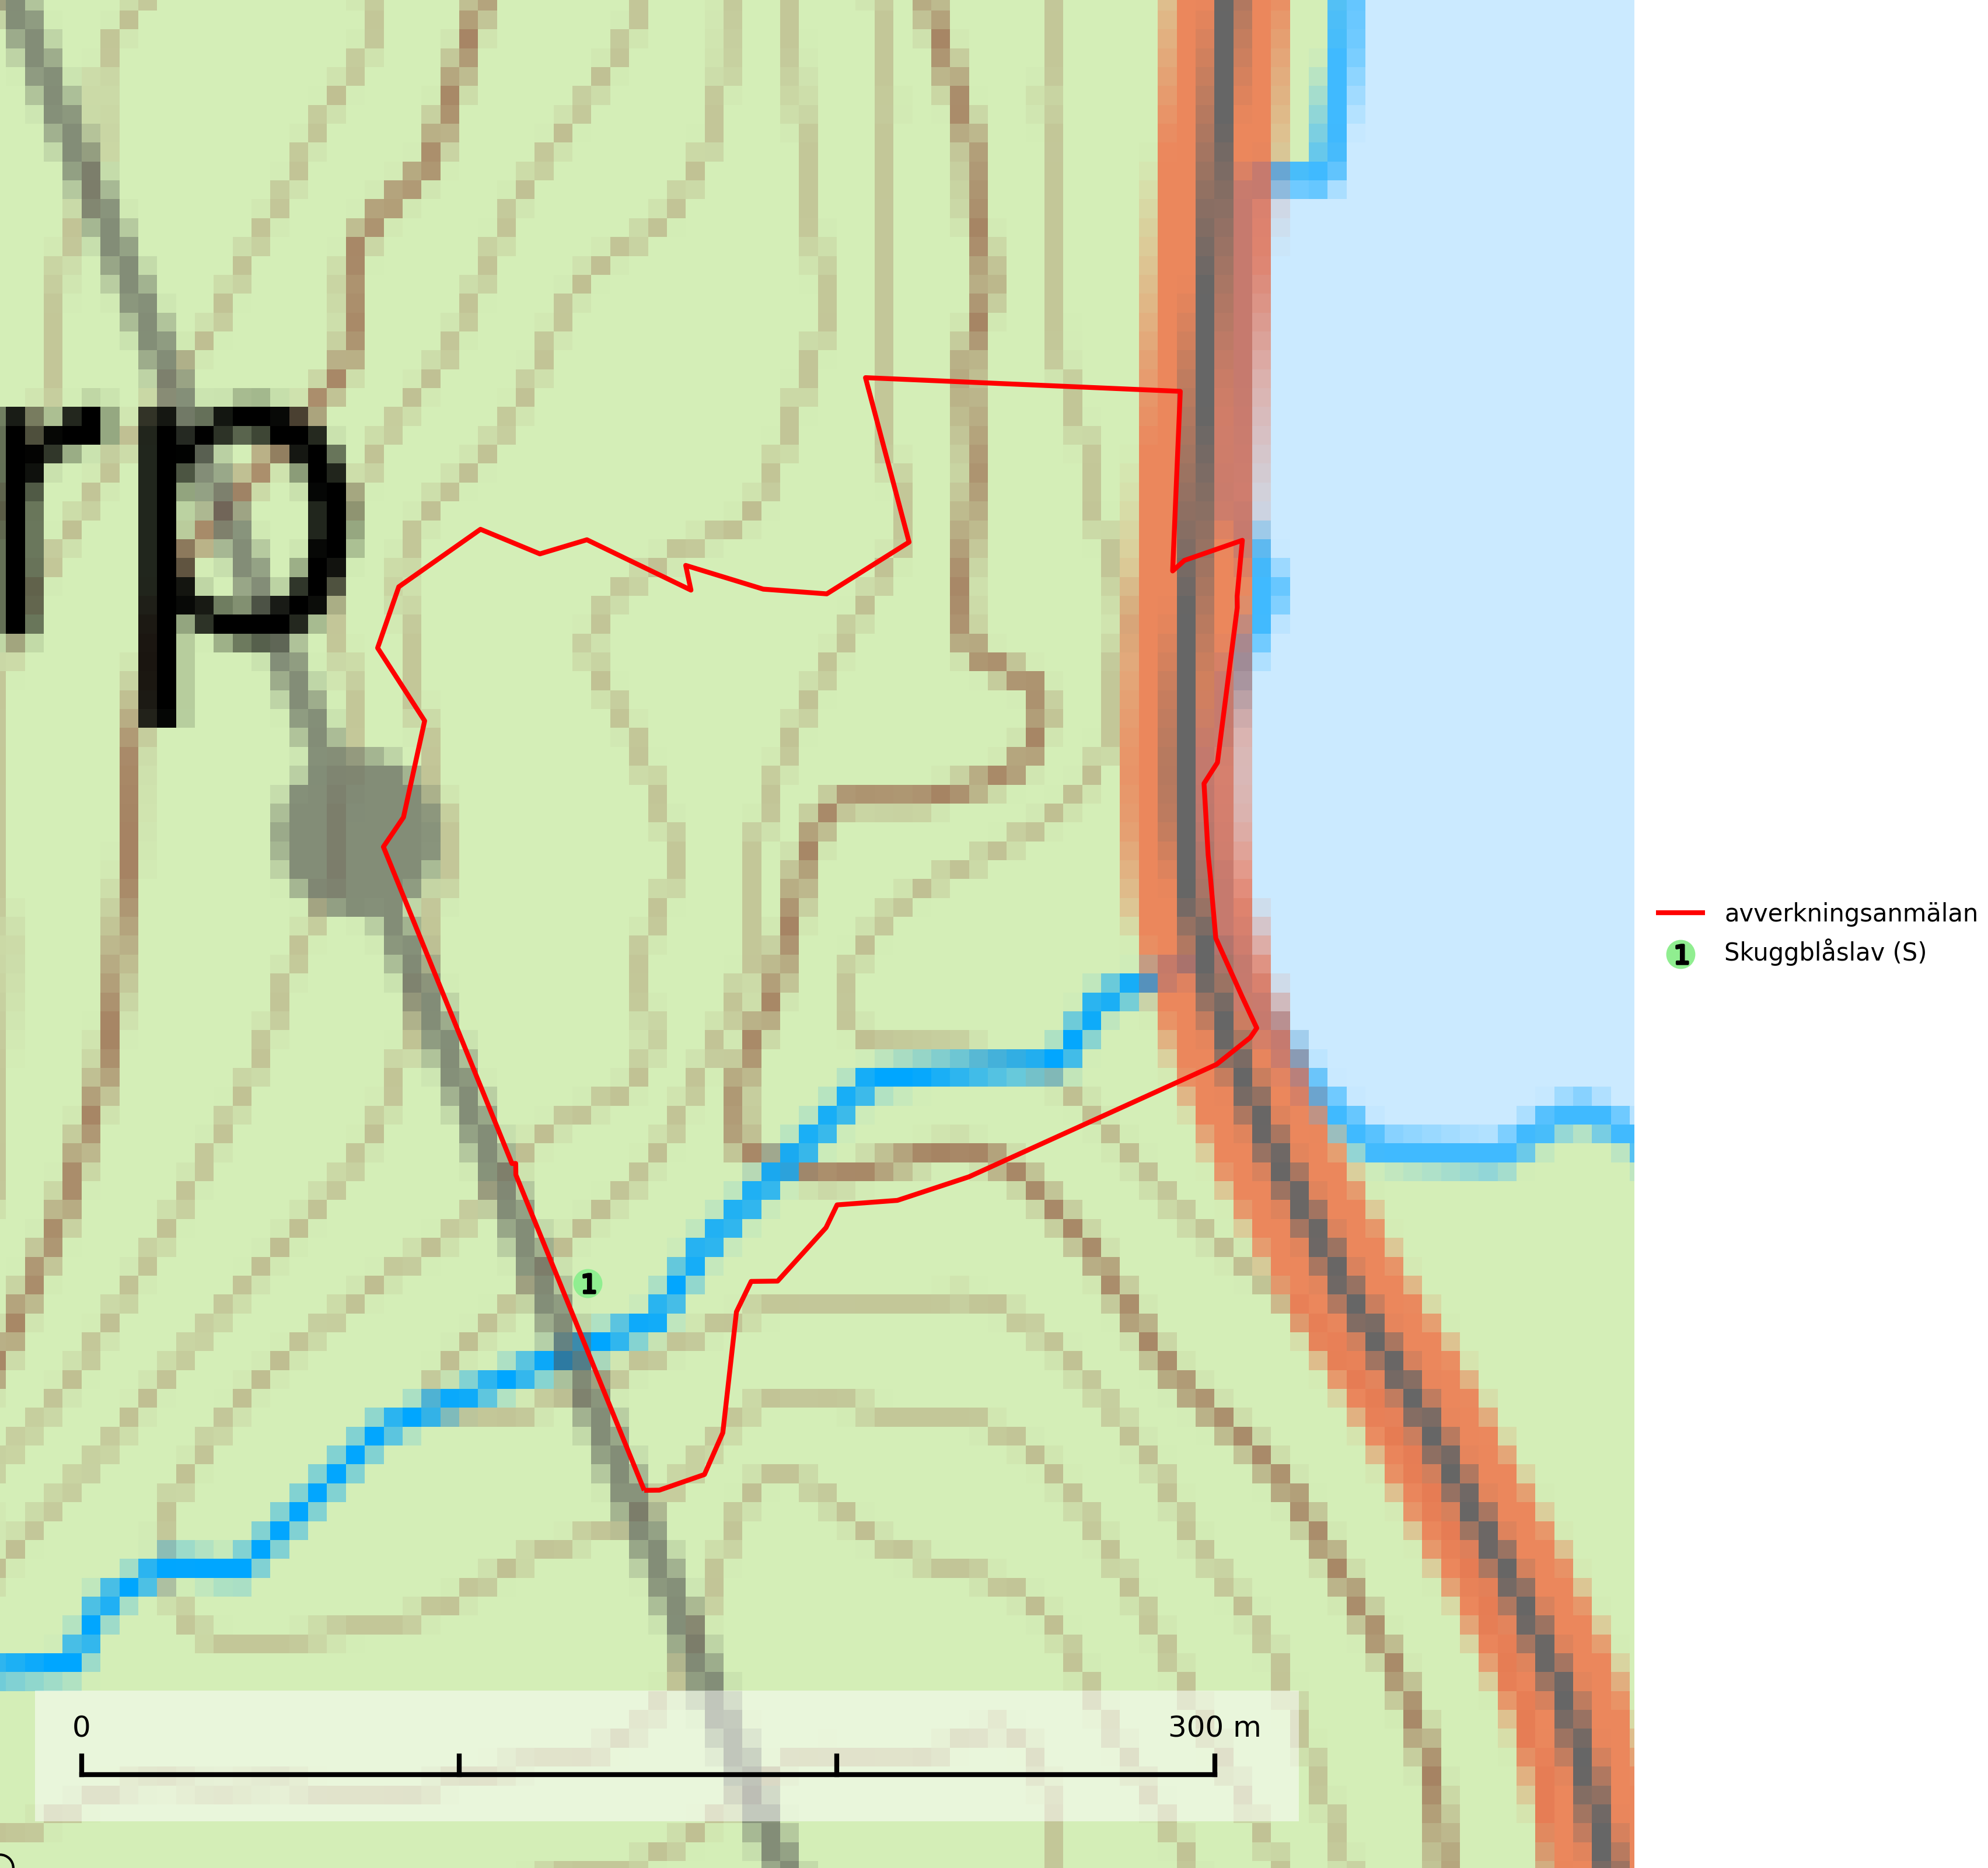 rp
avverkningsanmälan
1 Skuggblåslav (S)
1
0 300 m